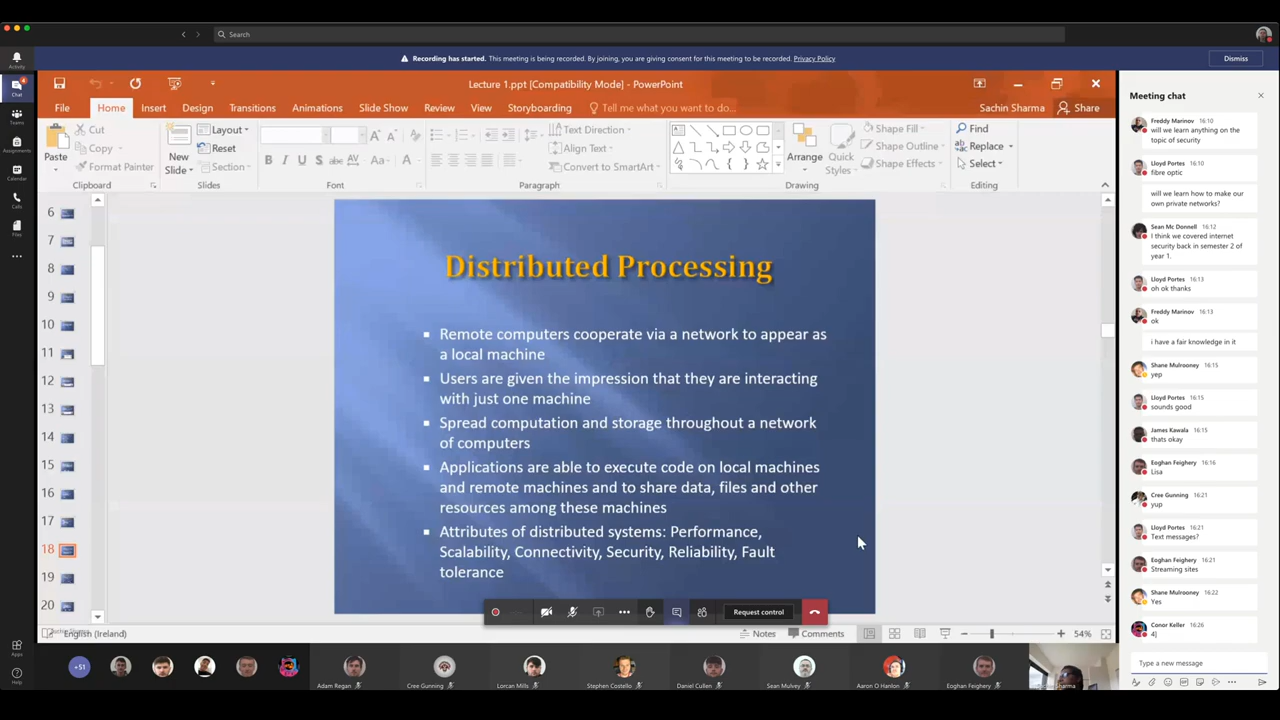 Search
Recording has started. This meeting is being recorded. By joining, you are giving consent for this meeting to be recorded. Privacy Policy
Dismiss
Activity
Chat
Teams
Assignments
Calendar
Calls
Files
Apps
Help
Lecture 1.ppt [Compatibility Mode] - PowerPoint
File Home Insert Design Transitions Animations Slide Show Review View Storyboarding Tell me what you want to do... Sachin Sharma Share
Paste
Cut
Copy
Format Painter
Clipboard
New
Slide
Layout
Reset
Section
Slides
Font
Text Direction
Align Text
Convert to SmartArt
Paragraph
Arrange
Quick
Styles
Shape Fill
Shape Outline
Shape Effects
Drawing
Find
Replace
Select
Editing
6
7
8
9
10
11
12
13
14
15
16
17
18
19
20
Distributed Processing
Remote computers cooperate via a network to appear as
a local machine
Users are given the impression that they are interacting
with just one machine
Spread computation and storage throughout a network
of computers
Applications are able to execute code on local machines
and remote machines and to share data, files and other
resources among these machines
Attributes of distributed systems: Performance,
Scalability, Connectivity, Security, Reliability, Fault
tolerance
Request control
English (Ireland)
Notes
Comments
54%
+51
Adam Regan
Cree Gunning
Lorcan Mills
Stephen Costello
Daniel Cullen
Sean Mulvey
Aaron O Hanlon
Eoghan Feighery
Meeting chat
Freddy Marinov 16:10
will we learn anything on the
topic of security
Lloyd Portes 16:10
fibre optic
will we learn how to make our
own private networks?
Sean Mc Donnell 16:12
I think we covered internet
security back in semester 2 of
year 1.
Lloyd Portes 16:13
oh ok thanks
Freddy Marinov 16:13
ok
i have a fair knowledge in it
Shane Mulrooney 16:15
yep
Lloyd Portes 16:15
sounds good
James Kawala 16:15
thats okay
Eoghan Feighery 16:16
Lisa
Cree Gunning 16:21
yup
Lloyd Portes 16:21
Text messages?
Eoghan Feighery 16:21
Streaming sites
Shane Mulrooney 16:22
Yes
Conor Keller 16:26
4]
Type a new message